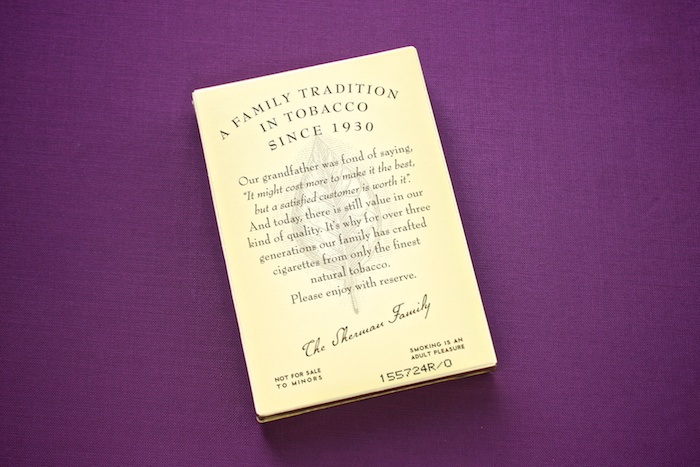 A FAMILY TRADITION
IN TOBACCO
SINCE 1930
Our grandfather was fond of saying,
"It might cost more to make it the best,
but a satisfied customer is worth it".
And today, there is still value in our
kind of quality. It's why for over three
generations our family has crafted
cigarettes from only the finest
natural tobacco.
Please enjoy with reserve.
The Sherman Family
NOT FOR SALE
TO MINORS
SMOKING IS AN
ADULT PLEASURE
155724R/O